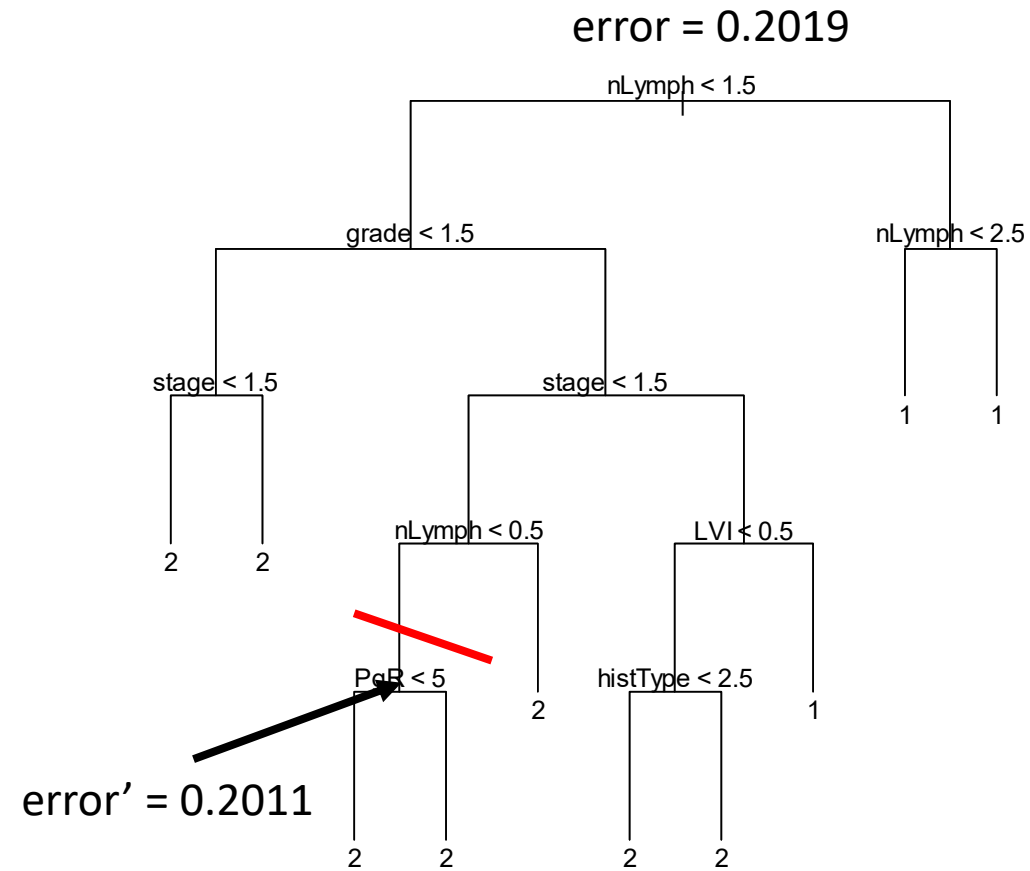 error = 0.2019
nLymph < 1.5
grade < 1.5
nLymph < 2.5
stage < 1.5
stage < 1.5
1
1
nLymph < 0.5
LVI < 0.5
2
2
PgR < 5
histType < 2.5
2
1
error’ = 0.2011
2
2
2
2